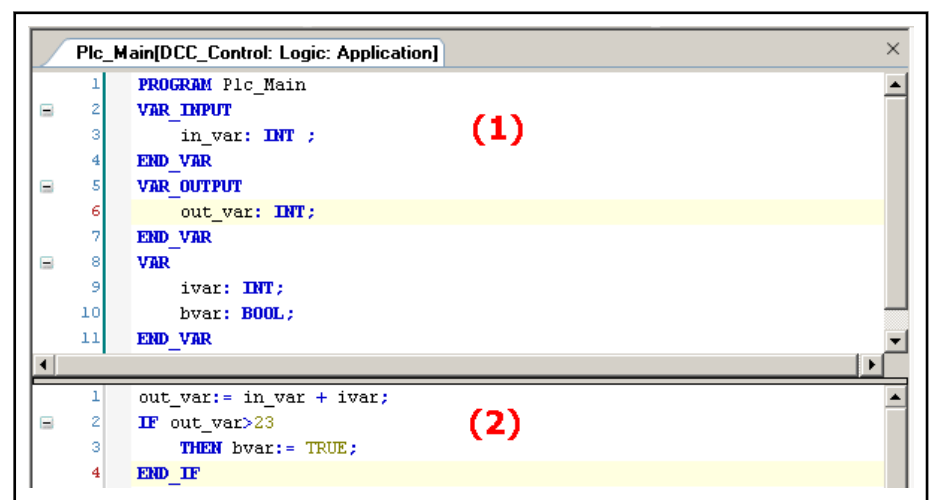 Plc_Main[DCC_Control: Logic: Application]
1 PROGRAM Plc_Main
2 VAR_INPUT
3 in_var: INT ;
4 END_VAR
5 VAR_OUTPUT
6 out_var: INT;
7 END_VAR
8 VAR
9 ivar: INT;
10 bvar: BOOL;
11 END_VAR
(1)
1 out_var:= in_var + ivar;
2 IF out_var>23
3 THEN bvar:= TRUE;
4 END_IF
(2)